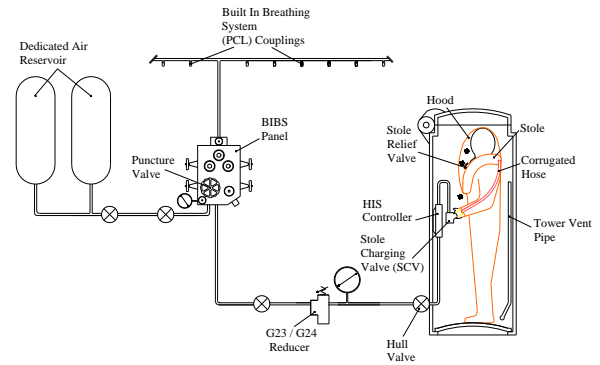 Built In Breathing
System
(PCL) Couplings
Dedicated Air
Reservoir
Hood
Stole
Relief
Valve
Stole
Corrugated
Hose
BIBS
Panel
Puncture
Valve
HIS
Controller
Stole
Charging
Valve (SCV)
Tower Vent
Pipe
G23 / G24
Reducer
Hull
Valve